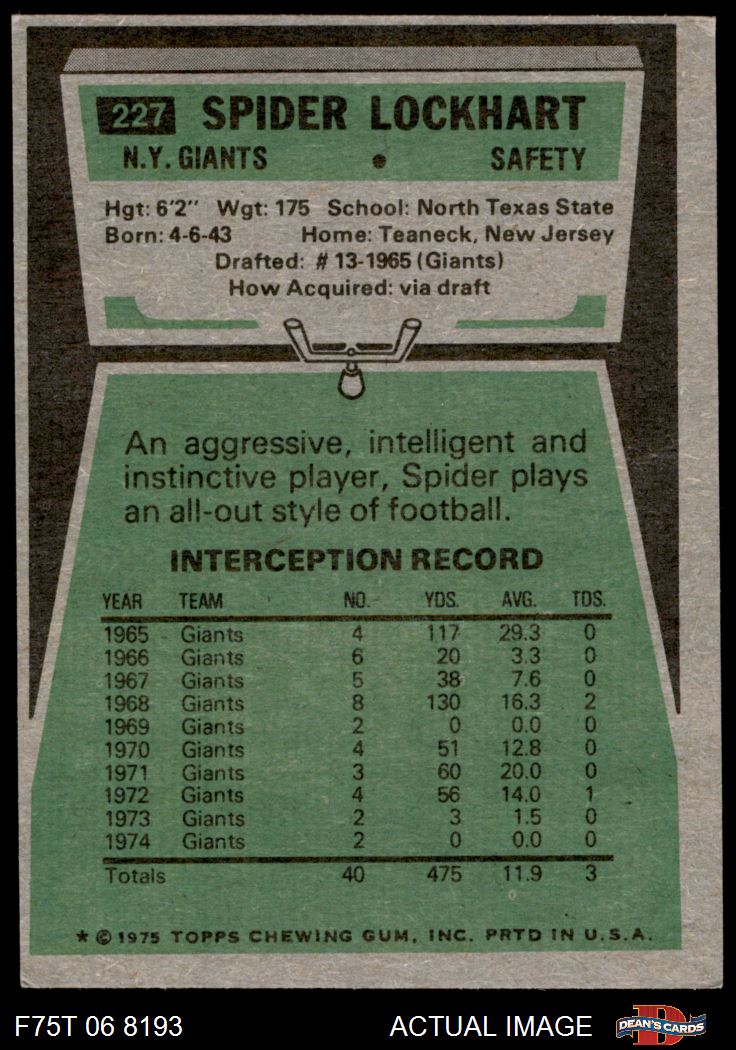 227 SPIDER LOCKHART
N.Y. GIANTS • SAFETY
Hgt: 6'2" Wgt: 175 School: North Texas State
Born: 4-6-43 Home: Teaneck, New Jersey
Drafted: # 13-1965 (Giants)
How Acquired: via draft
An aggressive, intelligent and
instinctive player, Spider plays
an all-out style of football.
INTERCEPTION RECORD
YEAR TEAM NO. YDS. AVG. TDS.
1965 Giants 4 117 29.3 0
1966 Giants 6 20 3.3 0
1967 Giants 5 38 7.6 0
1968 Giants 8 130 16.3 2
1969 Giants 2 0 0.0 0
1970 Giants 4 51 12.8 0
1971 Giants 3 60 20.0 0
1972 Giants 4 56 14.0 1
1973 Giants 2 3 1.5 0
1974 Giants 2 0 0.0 0
Totals 40 475 11.9 3
* © 1975 TOPPS CHEWING GUM, INC. PRTD IN U.S.A.
F75T 06 8193 ACTUAL IMAGE D DEAN'S CARDS